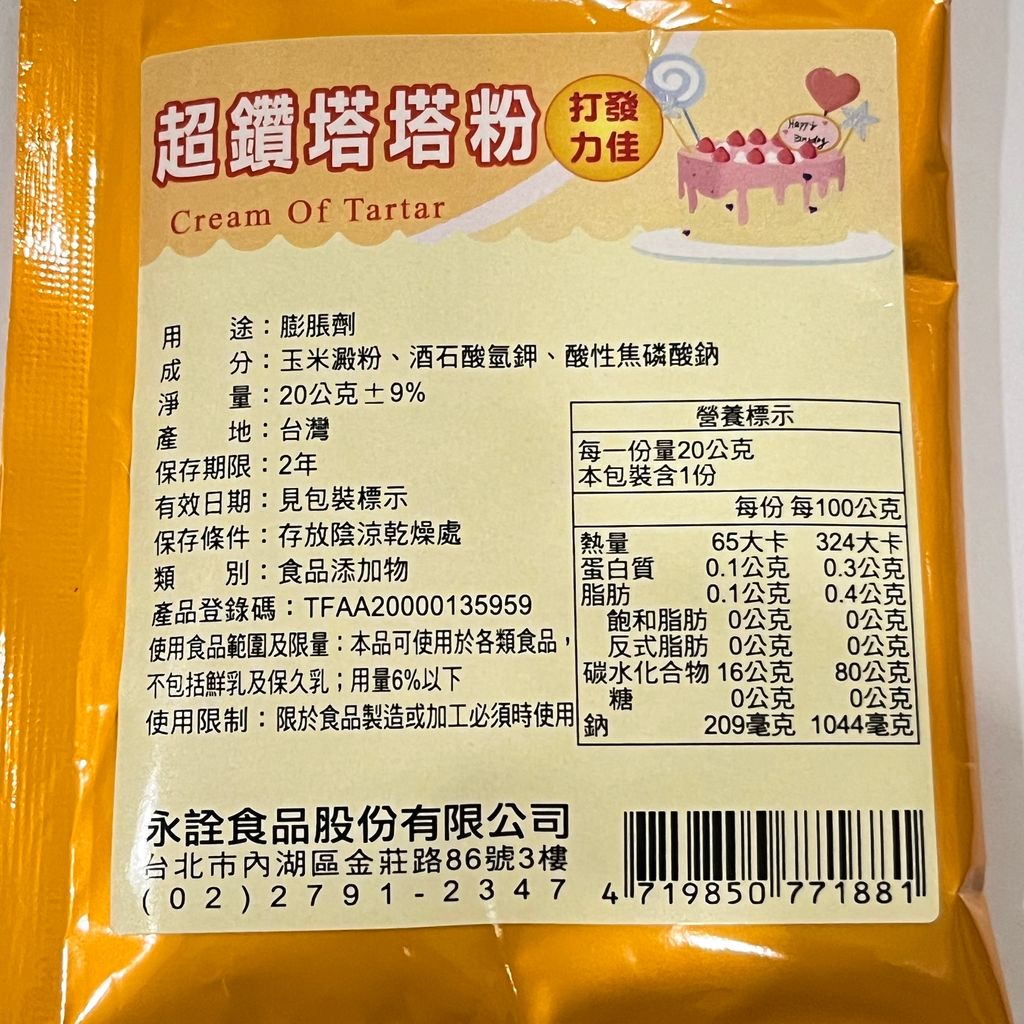 超鑽塔塔粉
打發
力佳
Cream Of Tartar
Happy
Birthday
用 途：膨脹劑
成 分：玉米澱粉、酒石酸氫鉀、酸性焦磷酸鈉
淨 量：20公克±9%
產 地：台灣
保存期限：2年
有效日期：見包裝標示
保存條件：存放陰涼乾燥處
類 別：食品添加物
產品登錄碼：TFAA20000135959
使用食品範圍及限量：本品可使用於各類食品，
不包括鮮乳及保久乳；用量6%以下
使用限制：限於食品製造或加工必須時使用
營養標示
每一份量20公克
本包裝含1份
每份 每100公克
熱量 65大卡 324大卡
蛋白質 0.1公克 0.3公克
脂肪 0.1公克 0.4公克
飽和脂肪 0公克 0公克
反式脂肪 0公克 0公克
碳水化合物 16公克 80公克
糖 0公克 0公克
鈉 209毫克 1044毫克
永詮食品股份有限公司
台北市內湖區金莊路86號3樓
(02)2791-2347
4 719850 771881